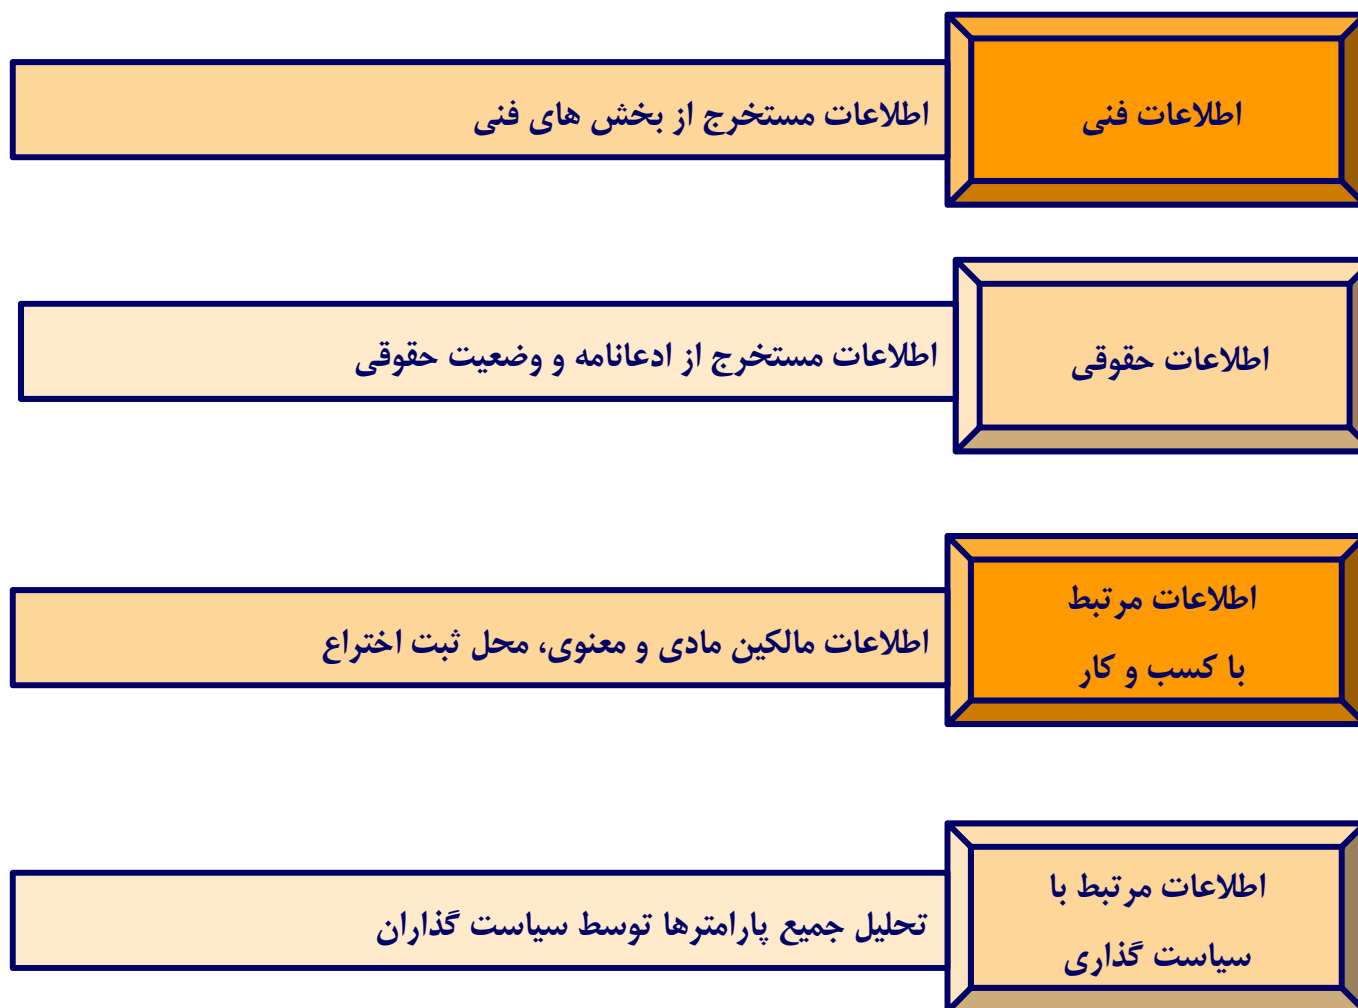 اطلاعات فنی
اطلاعات مستخرج از بخش های فنی
اطلاعات حقوقی
اطلاعات مستخرج از ادعانامه و وضعیت حقوقی
اطلاعات مرتبط
با کسب و کار
اطلاعات مالکین مادی و معنوی، محل ثبت اختراع
اطلاعات مرتبط با
سیاست گذاری
تحلیل جمیع پارامترها توسط سیاست گذاران